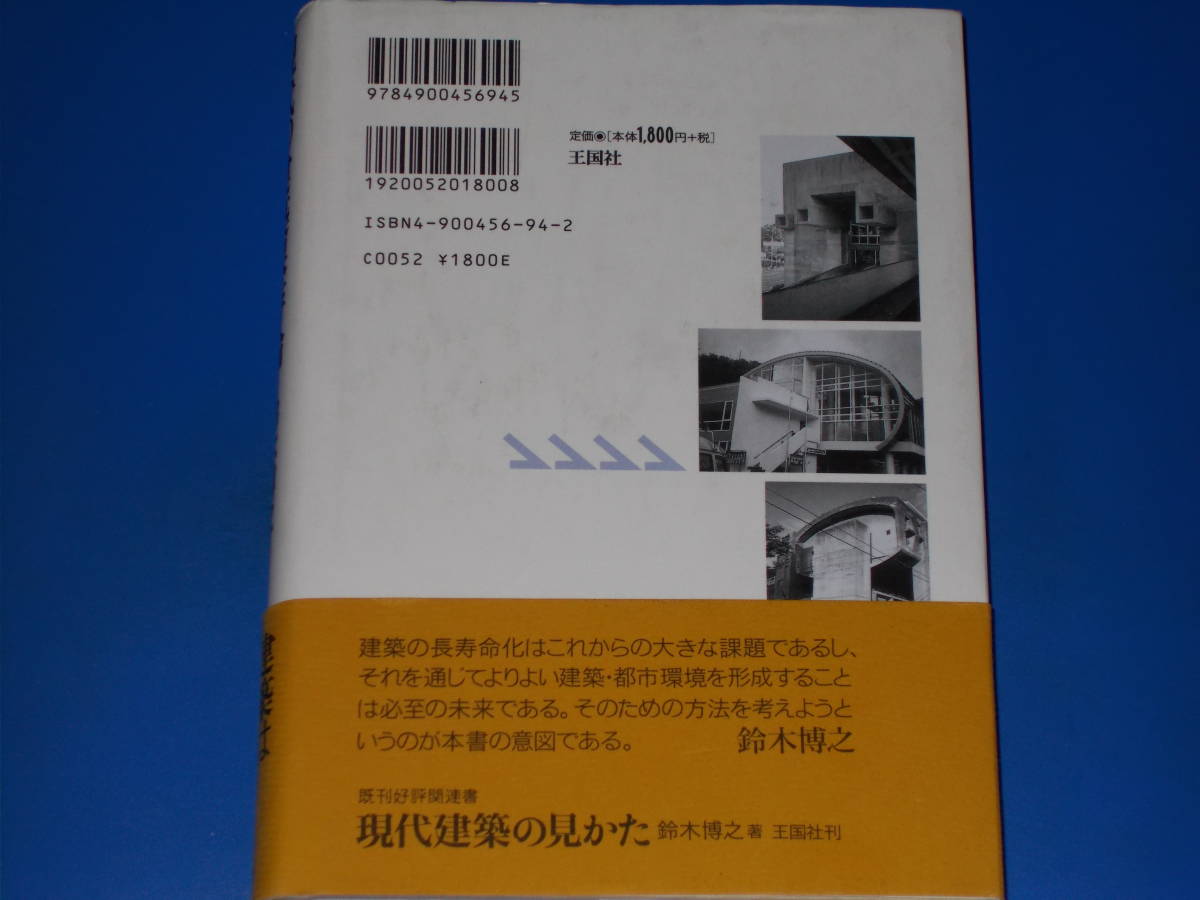 9784900456945
1920052018008
ISBN4-900456-94-2
C0052 ¥1800E
定価◉[本体1,800円+税]
王国社
建築の長寿命化はこれからの大きな課題であるし、
それを通じてよりよい建築・都市環境を形成すること
は必至の未来である。そのための方法を考えようと
いうのが本書の意図である。 鈴木博之
既刊好評関連書
現代建築の見かた 鈴木博之著 王国社刊